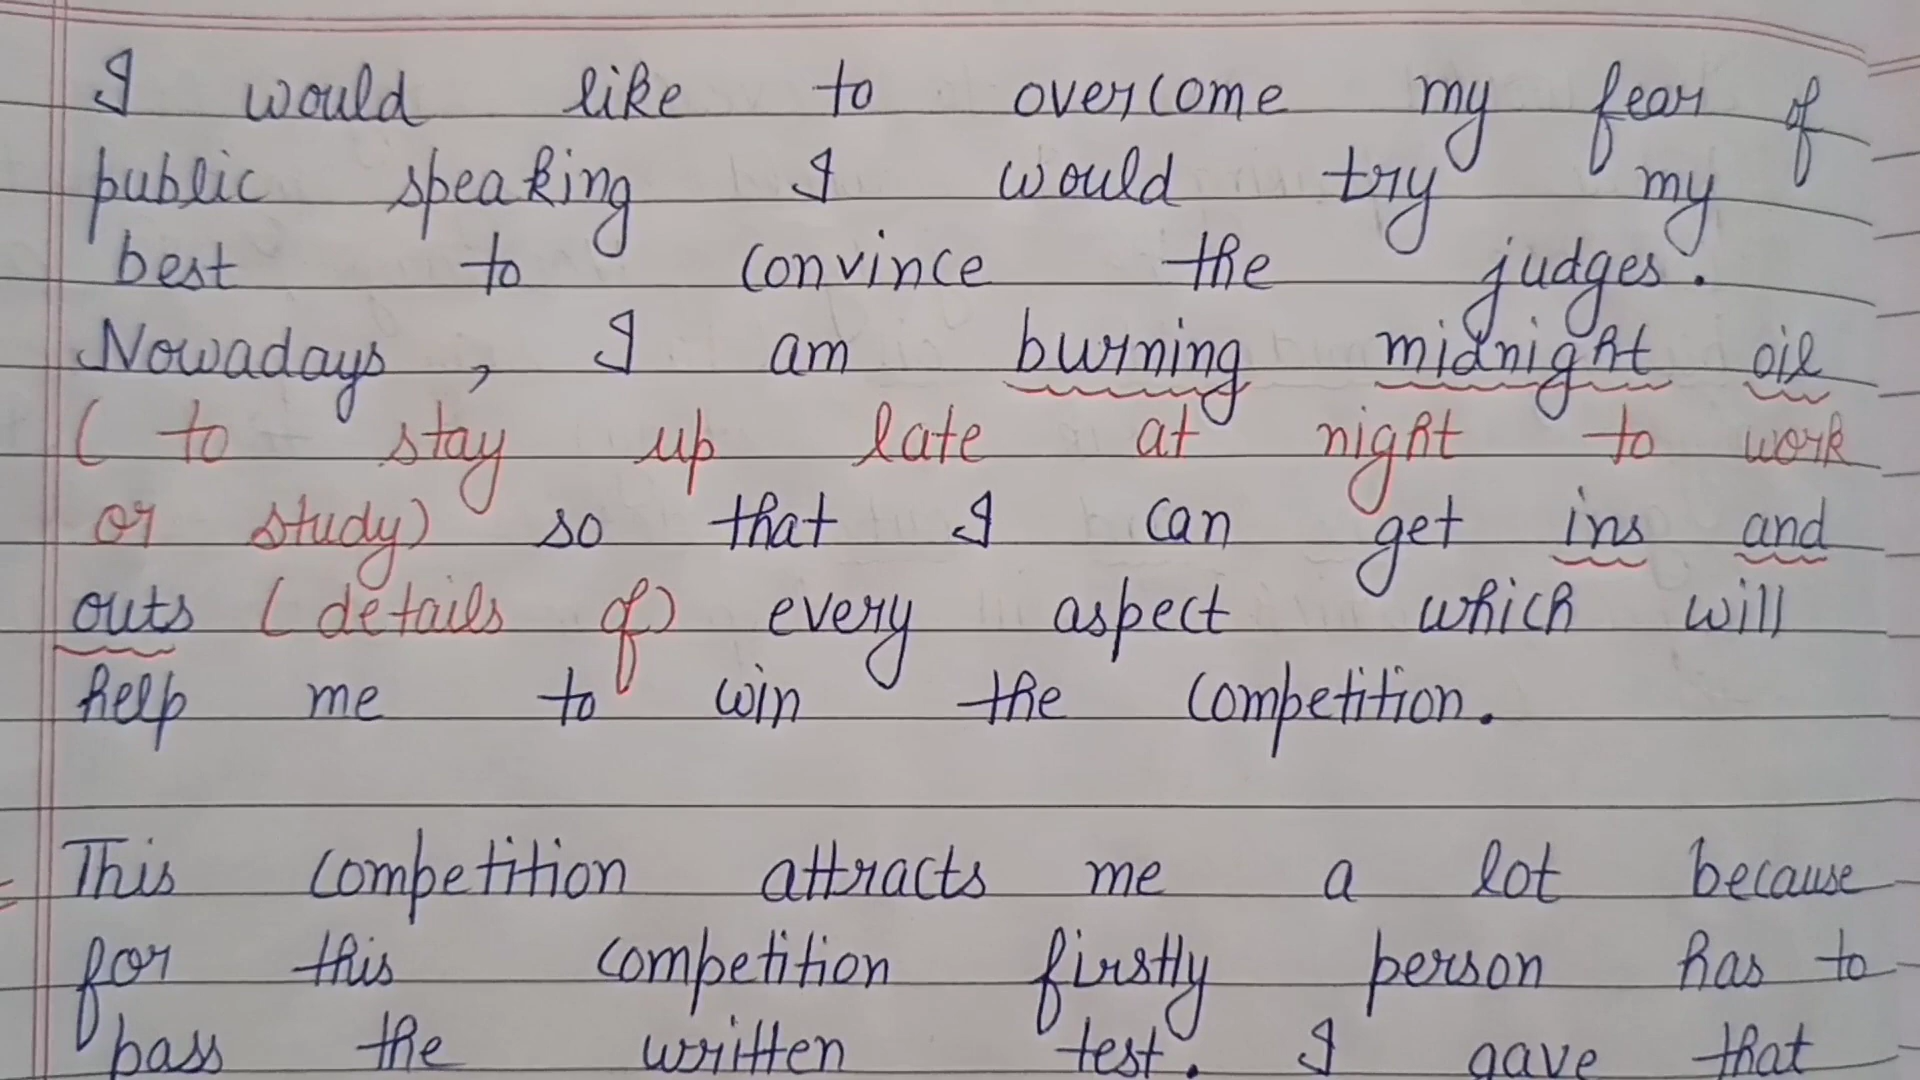 I would like to overcome my fear of
public speaking I would try my
best to convince the judges.
Nowadays, I am burning midnight oil
(to stay up late at night to work
or study) so that I can get ins and
outs (details of) every aspect which will
help me to win the competition.
This competition attracts me a lot because
for this competition firstly person has to
pass the written test. I gave that